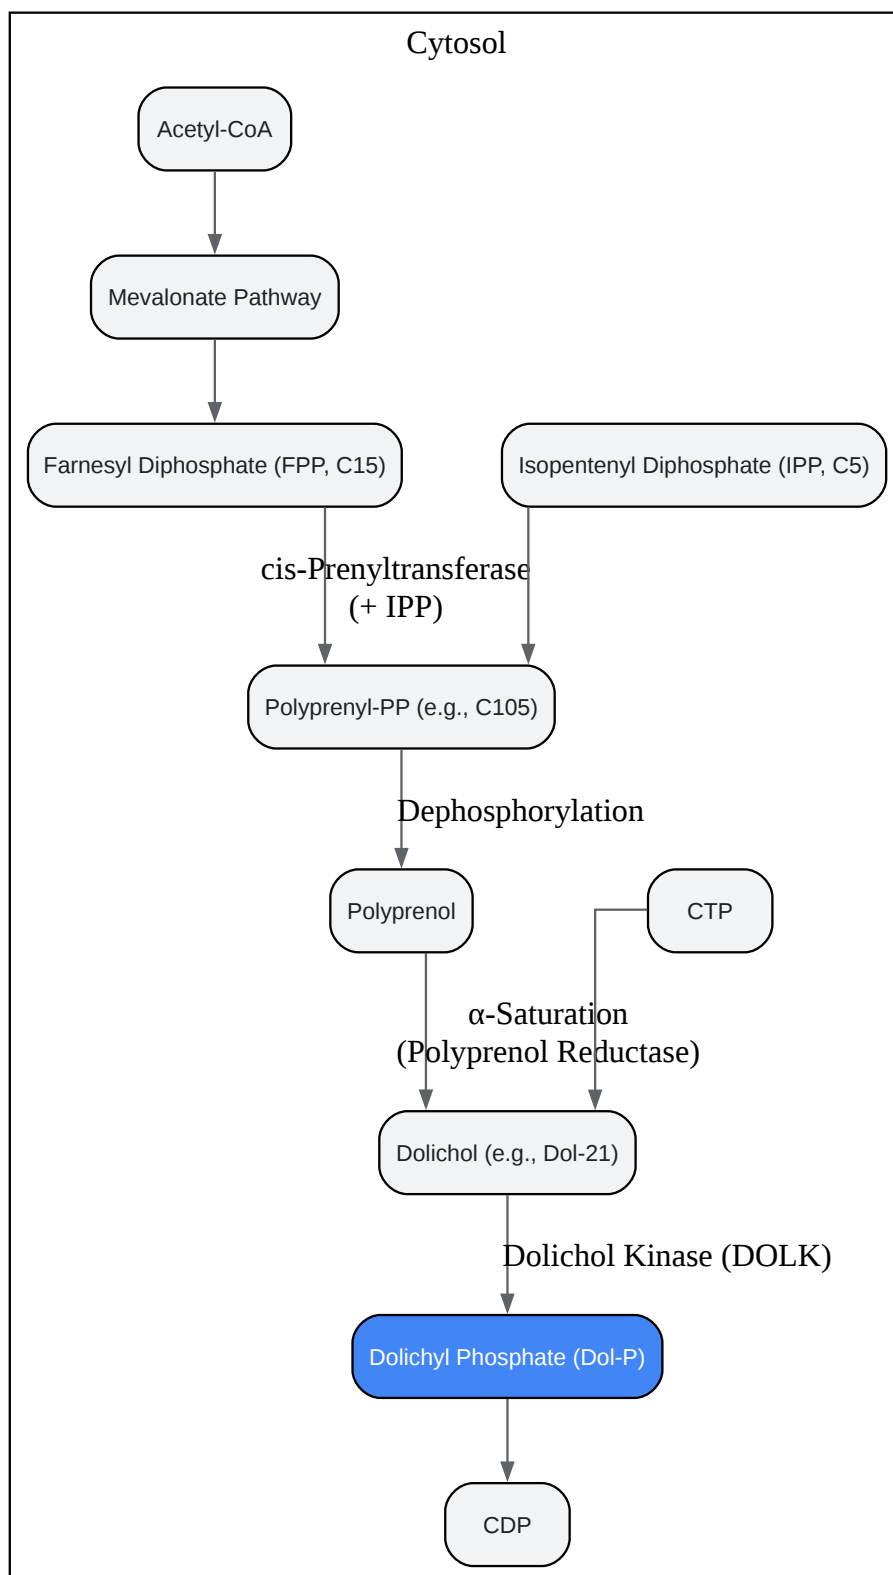 Cytosol
Acetyl-CoA
Mevalonate Pathway
Farnesyl Diphosphate (FPP, C15)
Isopentenyl Diphosphate (IPP, C5)
cis-Prenyltransferase
(+ IPP)
Polyprenyl-PP (e.g., C105)
Dephosphorylation
Polyprenol
CTP
α-Saturation
(Polyprenol Reductase)
Dolichol (e.g., Dol-21)
Dolichol Kinase (DOLK)
Dolichyl Phosphate (Dol-P)
CDP